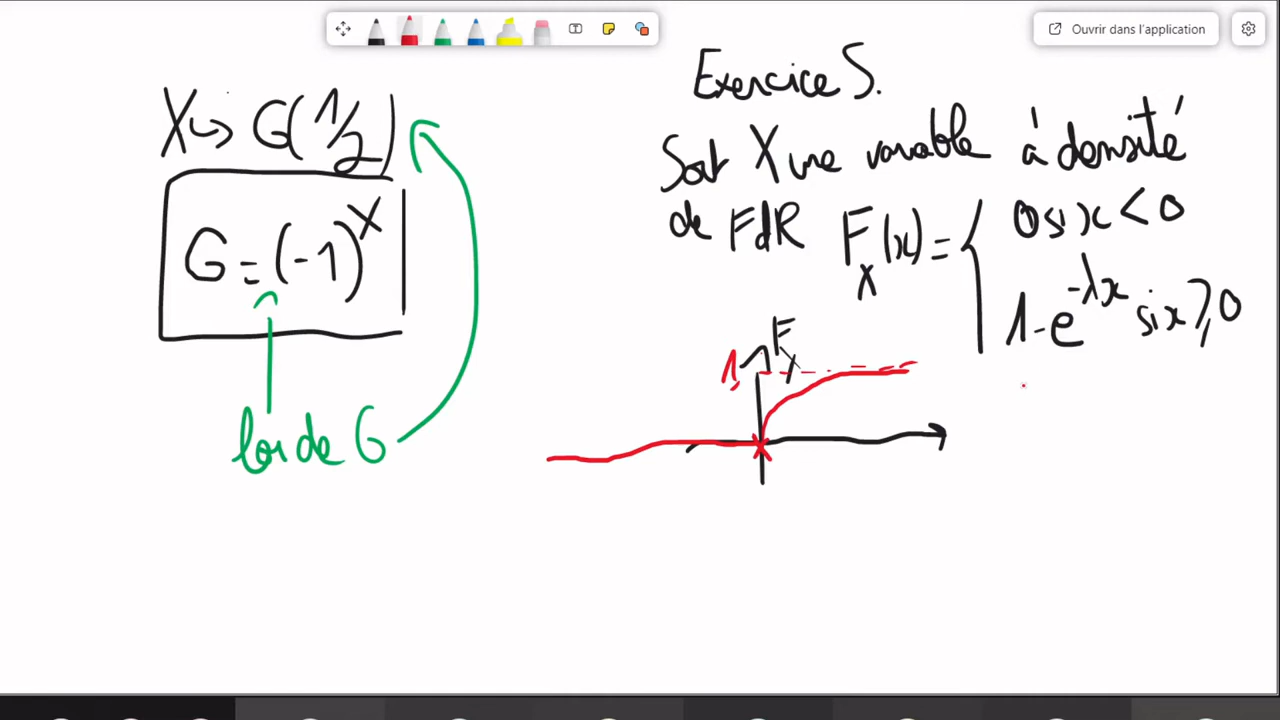 Ouvrir dans l'application
X↪G(1/2)
G=(-1)^X
loi de G
Exercice 5.
Soit X une variable à densité
de FdR F_X(x)={ 0 si x<0
1-e^{-λx} si x≥0
F_X
1